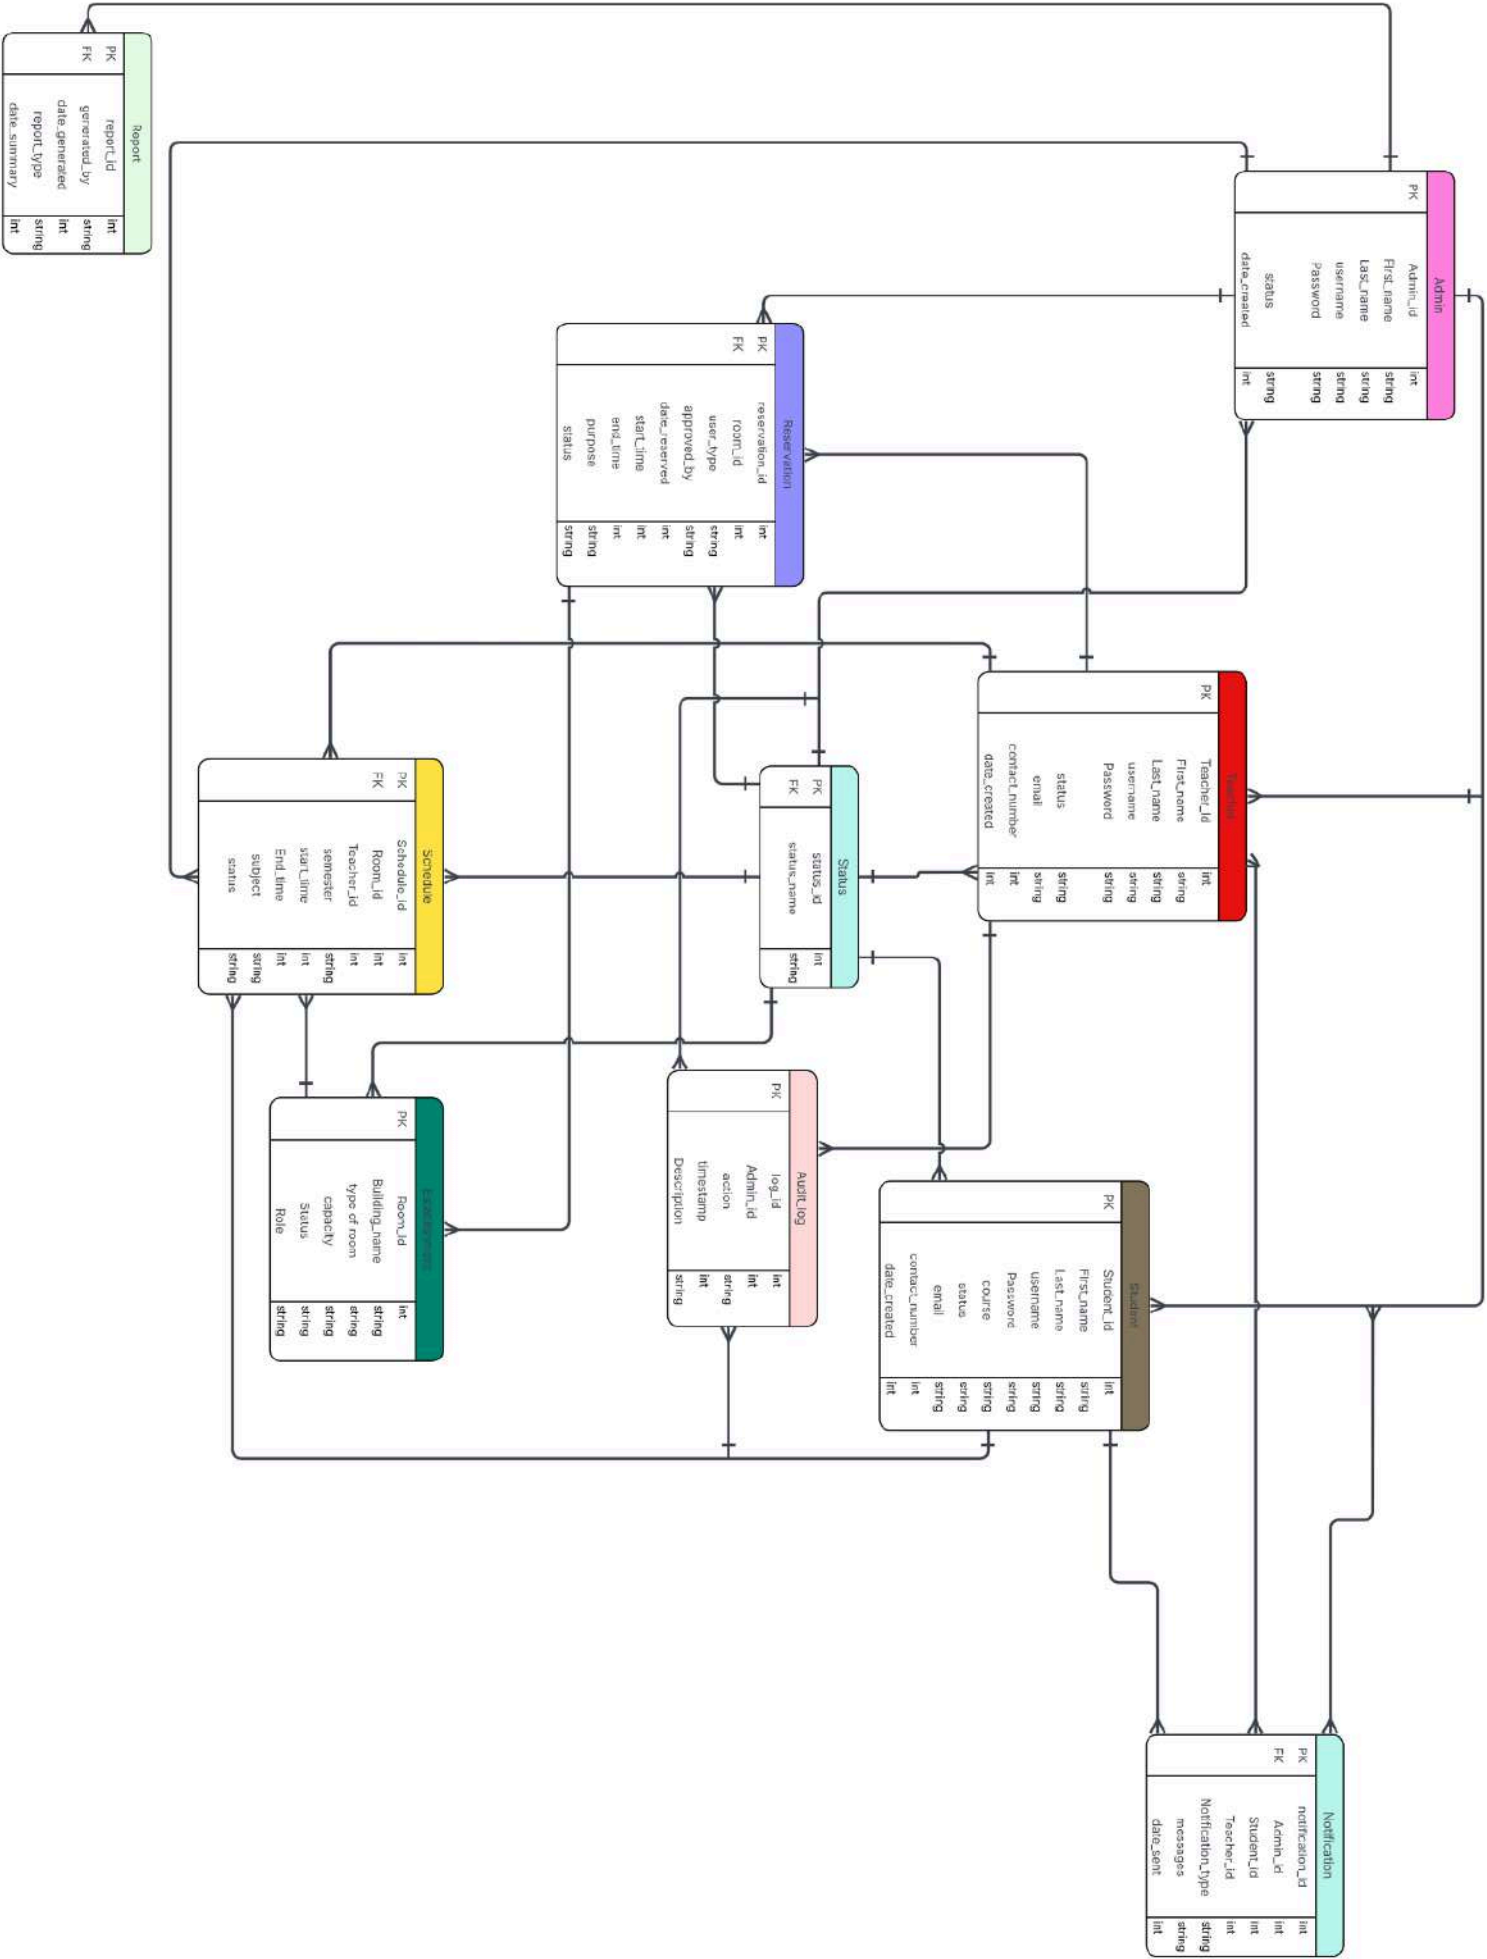 Report
PK report_id int
FK generated_by string
date_generated int
report_type string
date_summary int
Admin
PK Admin_id int
First_name string
Last_name string
username string
Password string
status string
date_created int
Reservation
PK reservation_id int
FK room_id int
user_type string
approved_by string
date_reserved int
start_time int
end_time int
purpose string
status string
Teacher
PK Teacher_Id int
First_name string
Last_name string
username string
Password string
status string
email string
contact_number int
date_created int
Status
PK status_id int
FK status_name string
Schedule
PK Schedule_id int
FK Room_id int
Teacher_id int
semester string
start_time int
End_time int
subject string
status string
PK Room_id int
Building_name string
type of room string
capacity string
Status string
Role string
Audit_log
PK log_id int
Admin_id int
action string
timestamp int
Description string
Student
PK Student_id int
First_name string
Last_name string
username string
Password string
course string
status string
email string
contact_number int
date_created int
Notification
PK notification_id int
FK Admin_id int
Student_id int
Teacher_id int
Notification_type string
messages string
date_sent int